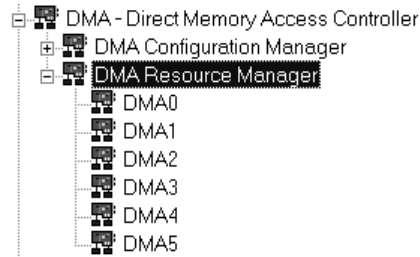 DMA - Direct Memory Access Controller
DMA Configuration Manager
DMA Resource Manager
DMA0
DMA1
DMA2
DMA3
DMA4
DMA5